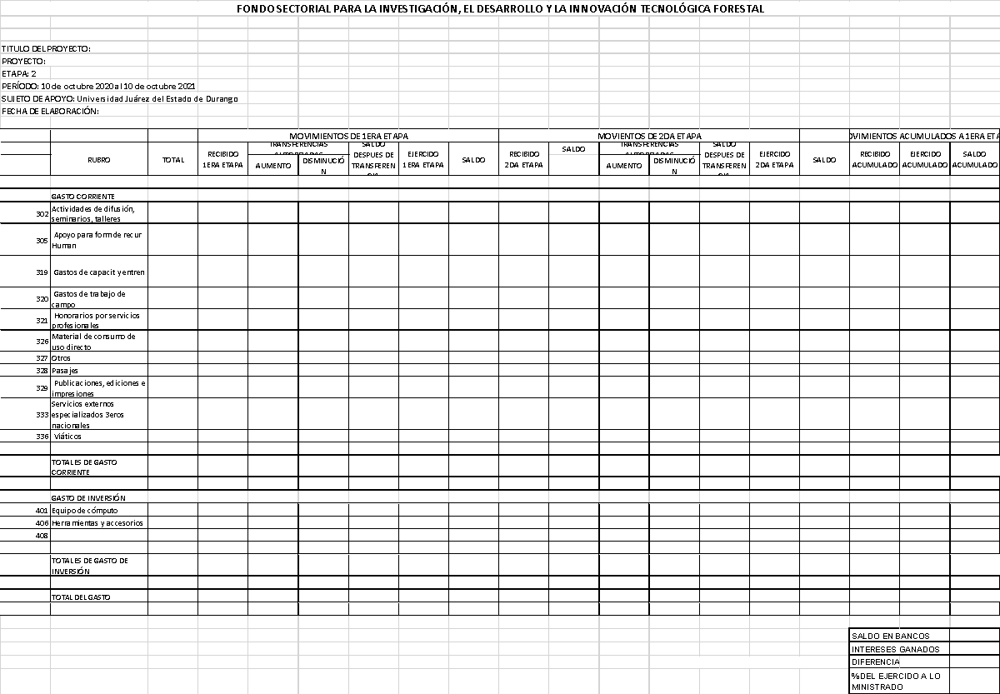 FONDO SECTORIAL PARA LA INVESTIGACIÓN, EL DESARROLLO Y LA INNOVACIÓN TECNOLÓGICA FORESTAL
TITULO DEL PROYECTO:
PROYECTO:
ETAPA: 2
PERÍODO: 10 de octubre 2020 al 10 de octubre 2021
SUJETO DE APOYO: Universidad Juárez del Estado de Durango
FECHA DE ELABORACIÓN:
MOVIMIENTOS DE 1ERA ETAPA
MOVIENTOS DE 2DA ETAPA
ACUMULADOS A 1ERA
RUBRO
TOTAL
RECIBIDO
1ERA ETAPA
TRANSFERENCIAS
AUMENTO
DISMINUCIÓ
N
SALDO
DESPUES DE
TRANSFEREN
EJERCIDO
1ERA ETAPA
SALDO
RECIBIDO
2DA ETAPA
SALDO
TRANSFERENCIAS
AUMENTO
DISMINUCIÓ
N
SALDO
DESPUES DE
TRANSFEREN
EJERCIDO
2DA ETAPA
SALDO
RECIBIDO
ACUMULADO
EJERCIDO
ACUMULADO
SALDO
ACUMULADO
GASTO CORRIENTE
302 Actividades de difusión,
seminarios, talleres
305 Apoyo para form de recur
Human
319 Gastos de capacit y entren
320 Gastos de trabajo de
campo
321 Honorarios por servicios
profesionales
326 Material de consumo de
uso directo
327 Otros
328 Pasajes
329 Publicaciones, ediciones e
impresiones
333 Servicios externos
especializados 3eros
nacionales
336 Viáticos
TOTALES DE GASTO
CORRIENTE
GASTO DE INVERSIÓN
401 Equipo de cómputo
406 Herramientas y accesorios
408
TOTALES DE GASTO DE
INVERSIÓN
TOTAL DEL GASTO
SALDO EN BANCOS
INTERESES GANADOS
DIFERENCIA
% DEL EJERCIDO A LO
MINISTRADO